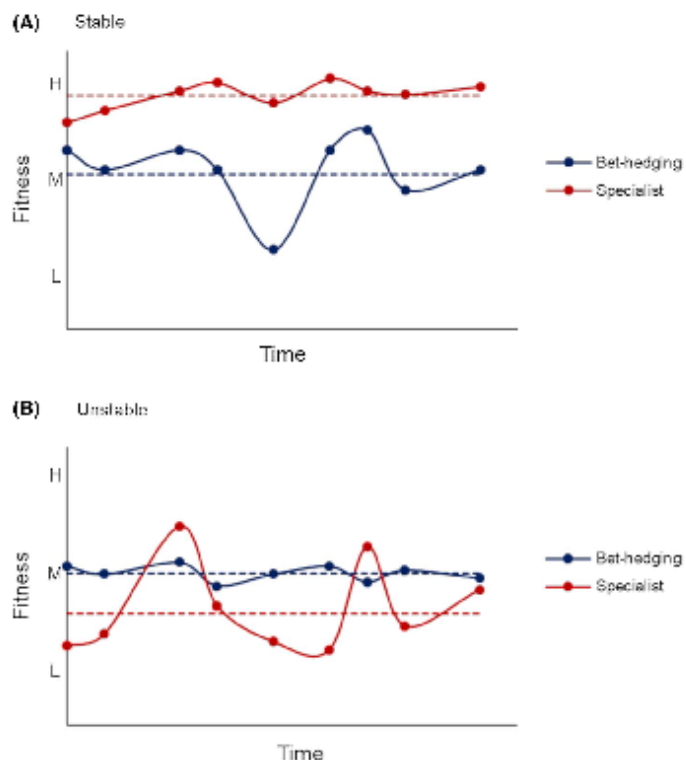 (A) Stable
H
M
L
Fitness
Time
Bet-hedging
Specialist
(B) Unstable
H
M
L
Fitness
Time
Bet-hedging
Specialist